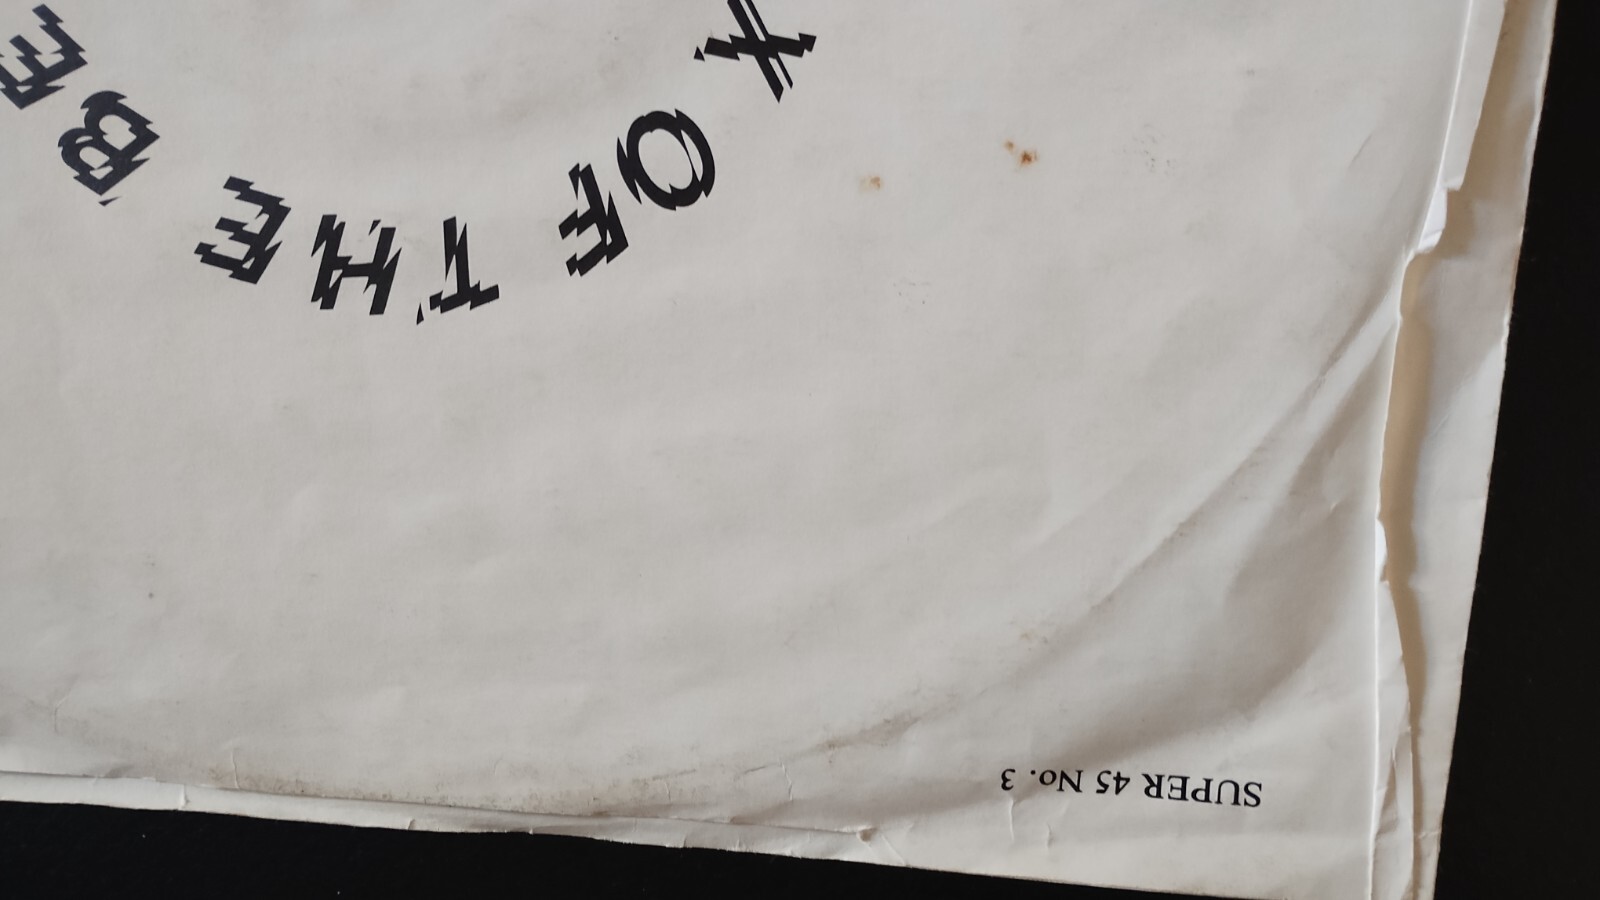 X OF THE BE
SUPER 45 No. 3